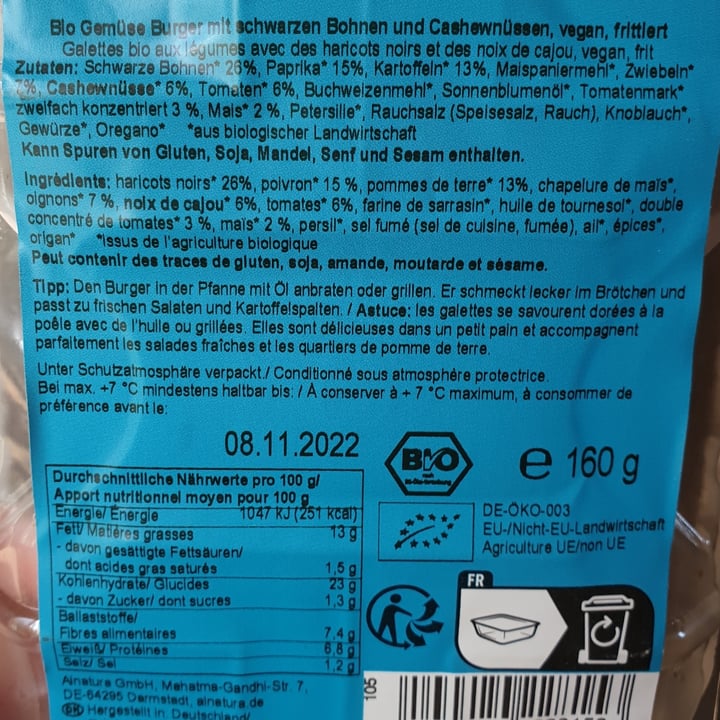 Bio Gemüse Burger mit schwarzen Bohnen und Cashewnüssen, vegan, frittiert
Galettes bio aux légumes avec des haricots noirs et des noix de cajou, vegan, frit
Zutaten: Schwarze Bohnen* 26%, Paprika* 15%, Kartoffeln* 13%, Maispaniermehl*, Zwiebeln*
7%, Cashewnüsse* 6%, Tomaten* 6%, Buchweizenmehl*, Sonnenblumenöl*, Tomatenmark*
zweifach konzentriert 3 %, Mais* 2 %, Petersilie*, Rauchsalz (Speisesalz, Rauch), Knoblauch*,
Gewürze*, Oregano* *aus biologischer Landwirtschaft
Kann Spuren von Gluten, Soja, Mandel, Senf und Sesam enthalten.
Ingrédients: haricots noirs* 26%, poivron* 15 %, pommes de terre* 13%, chapelure de maïs*,
oignons* 7 %, noix de cajou* 6%, tomates* 6%, farine de sarrasin*, huile de tournesol*, double
concentré de tomates* 3 %, maïs* 2 %, persil*, sel fumé (sel de cuisine, fumée), ail*, épices*,
origan* *issus de l'agriculture biologique
Peut contenir des traces de gluten, soja, amande, moutarde et sésame.
Tipp: Den Burger in der Pfanne mit Öl anbraten oder grillen. Er schmeckt lecker im Brötchen und
passt zu frischen Salaten und Kartoffelspalten. / Astuce: les galettes se savourent dorées à la
poêle avec de l'huile ou grillées. Elles sont délicieuses dans un petit pain et accompagnent
parfaitement les salades fraîches et les quartiers de pomme de terre.
Unter Schutzatmosphäre verpackt./ Conditionné sous atmosphère protectrice.
Bei max. +7 °C mindestens haltbar bis: / À conserver à + 7 °C maximum, à consommer de
préférence avant le:
08.11.2022
BIO
nach
EG-Öko-Verordnung
e 160 g
Durchschnittliche Nährwerte pro 100 g/
Apport nutritionnel moyen pour 100 g
Energie/ Énergie 1047 kJ (251 kcal)
Fett/ Matières grasses 13 g
- davon gesättigte Fettsäuren/
dont acides gras saturés 1,5 g
Kohlenhydrate/ Glucides 23 g
- davon Zucker/ dont sucres 1,3 g
Ballaststoffe/
Fibres alimentaires 7,4 g
Eiweiß/ Protéines 6,8 g
Salz/ Sel 1,2 g
DE-ÖKO-003
EU-/Nicht-EU-Landwirtschaft
Agriculture UE/non UE
FR
Alnatura GmbH, Mahatma-Gandhi-Str. 7,
DE-64295 Darmstadt, alnatura.de
Hergestellt in Deutschland/
105